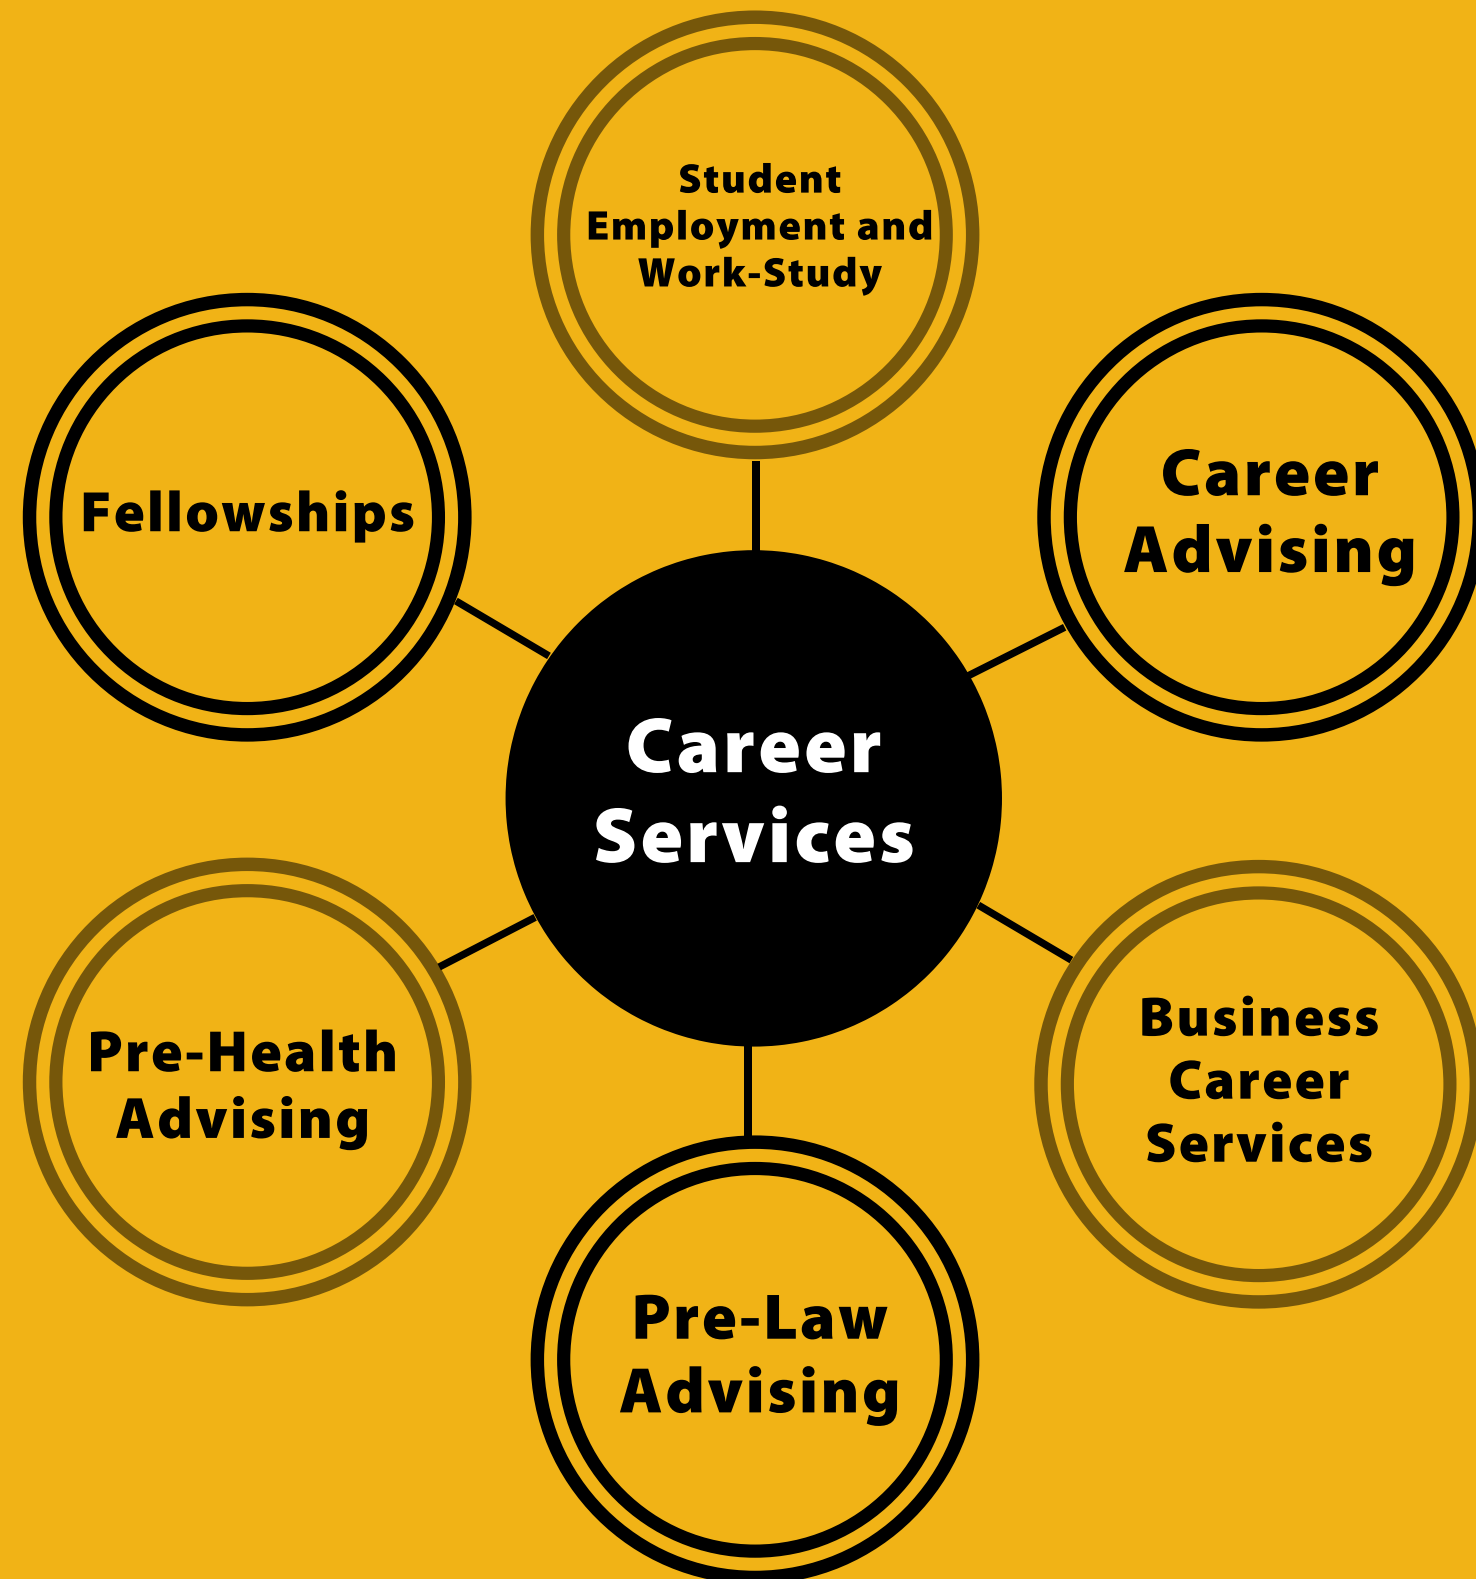 Student
Employment and
Work-Study
Fellowships
Career
Advising
Career
Services
Pre-Health
Advising
Business
Career
Services
Pre-Law
Advising